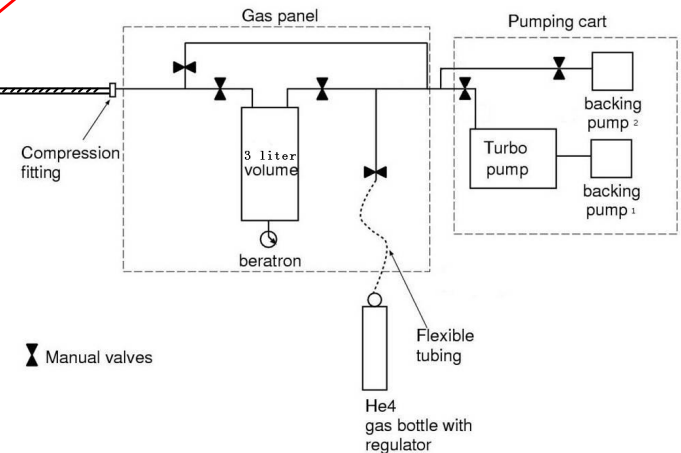 Gas panel
Pumping cart
Compression
fitting
3 liter
volume
beratron
Turbo
pump
backing
pump 2
backing
pump 1
Flexible
tubing
Manual valves
He4
gas bottle with
regulator